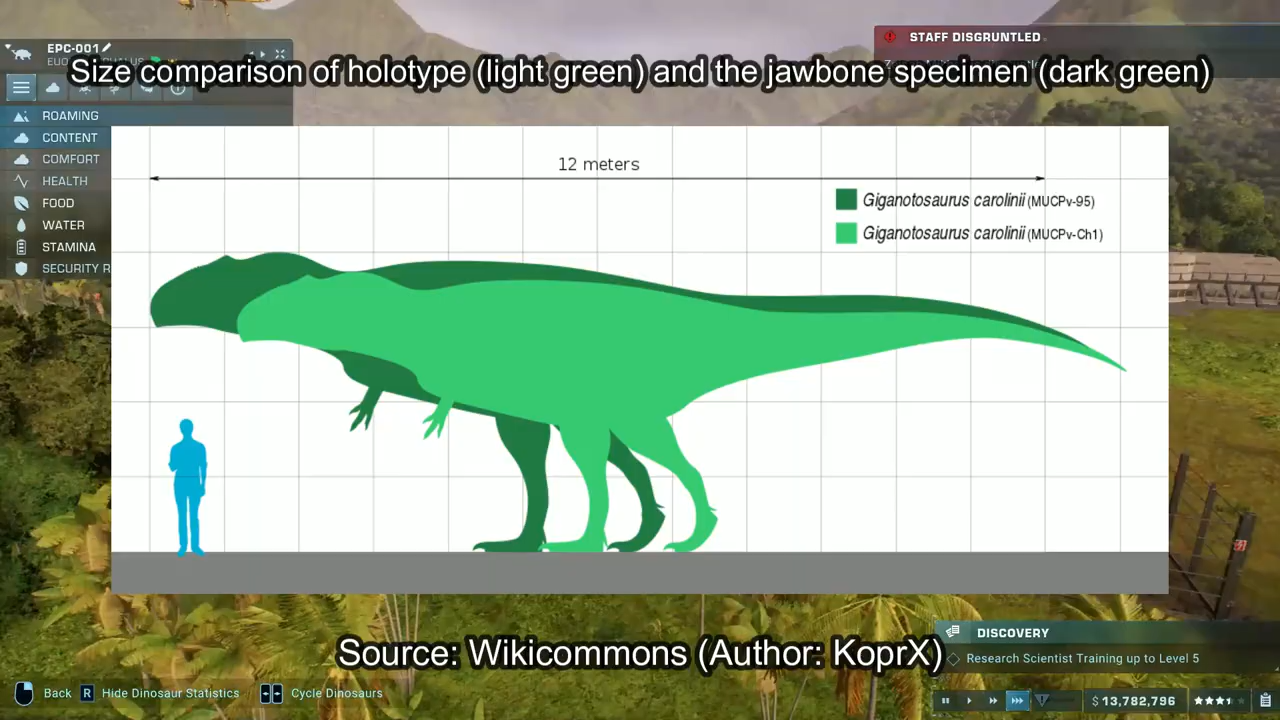 EPC-001
STAFF DISGRUNTLED
Size comparison of holotype (light green) and the jawbone specimen (dark green)
ROAMING
CONTENT
COMFORT
HEALTH
FOOD
WATER
STAMINA
SECURITY R
12 meters
Giganotosaurus carolinii (MUCPv-95)
Giganotosaurus carolinii (MUCPv-Ch1)
Source: Wikicommons (Author: KoprX)
DISCOVERY
Research Scientist Training up to Level 5
Back R Hide Dinosaur Statistics Cycle Dinosaurs
$ 13,782,796